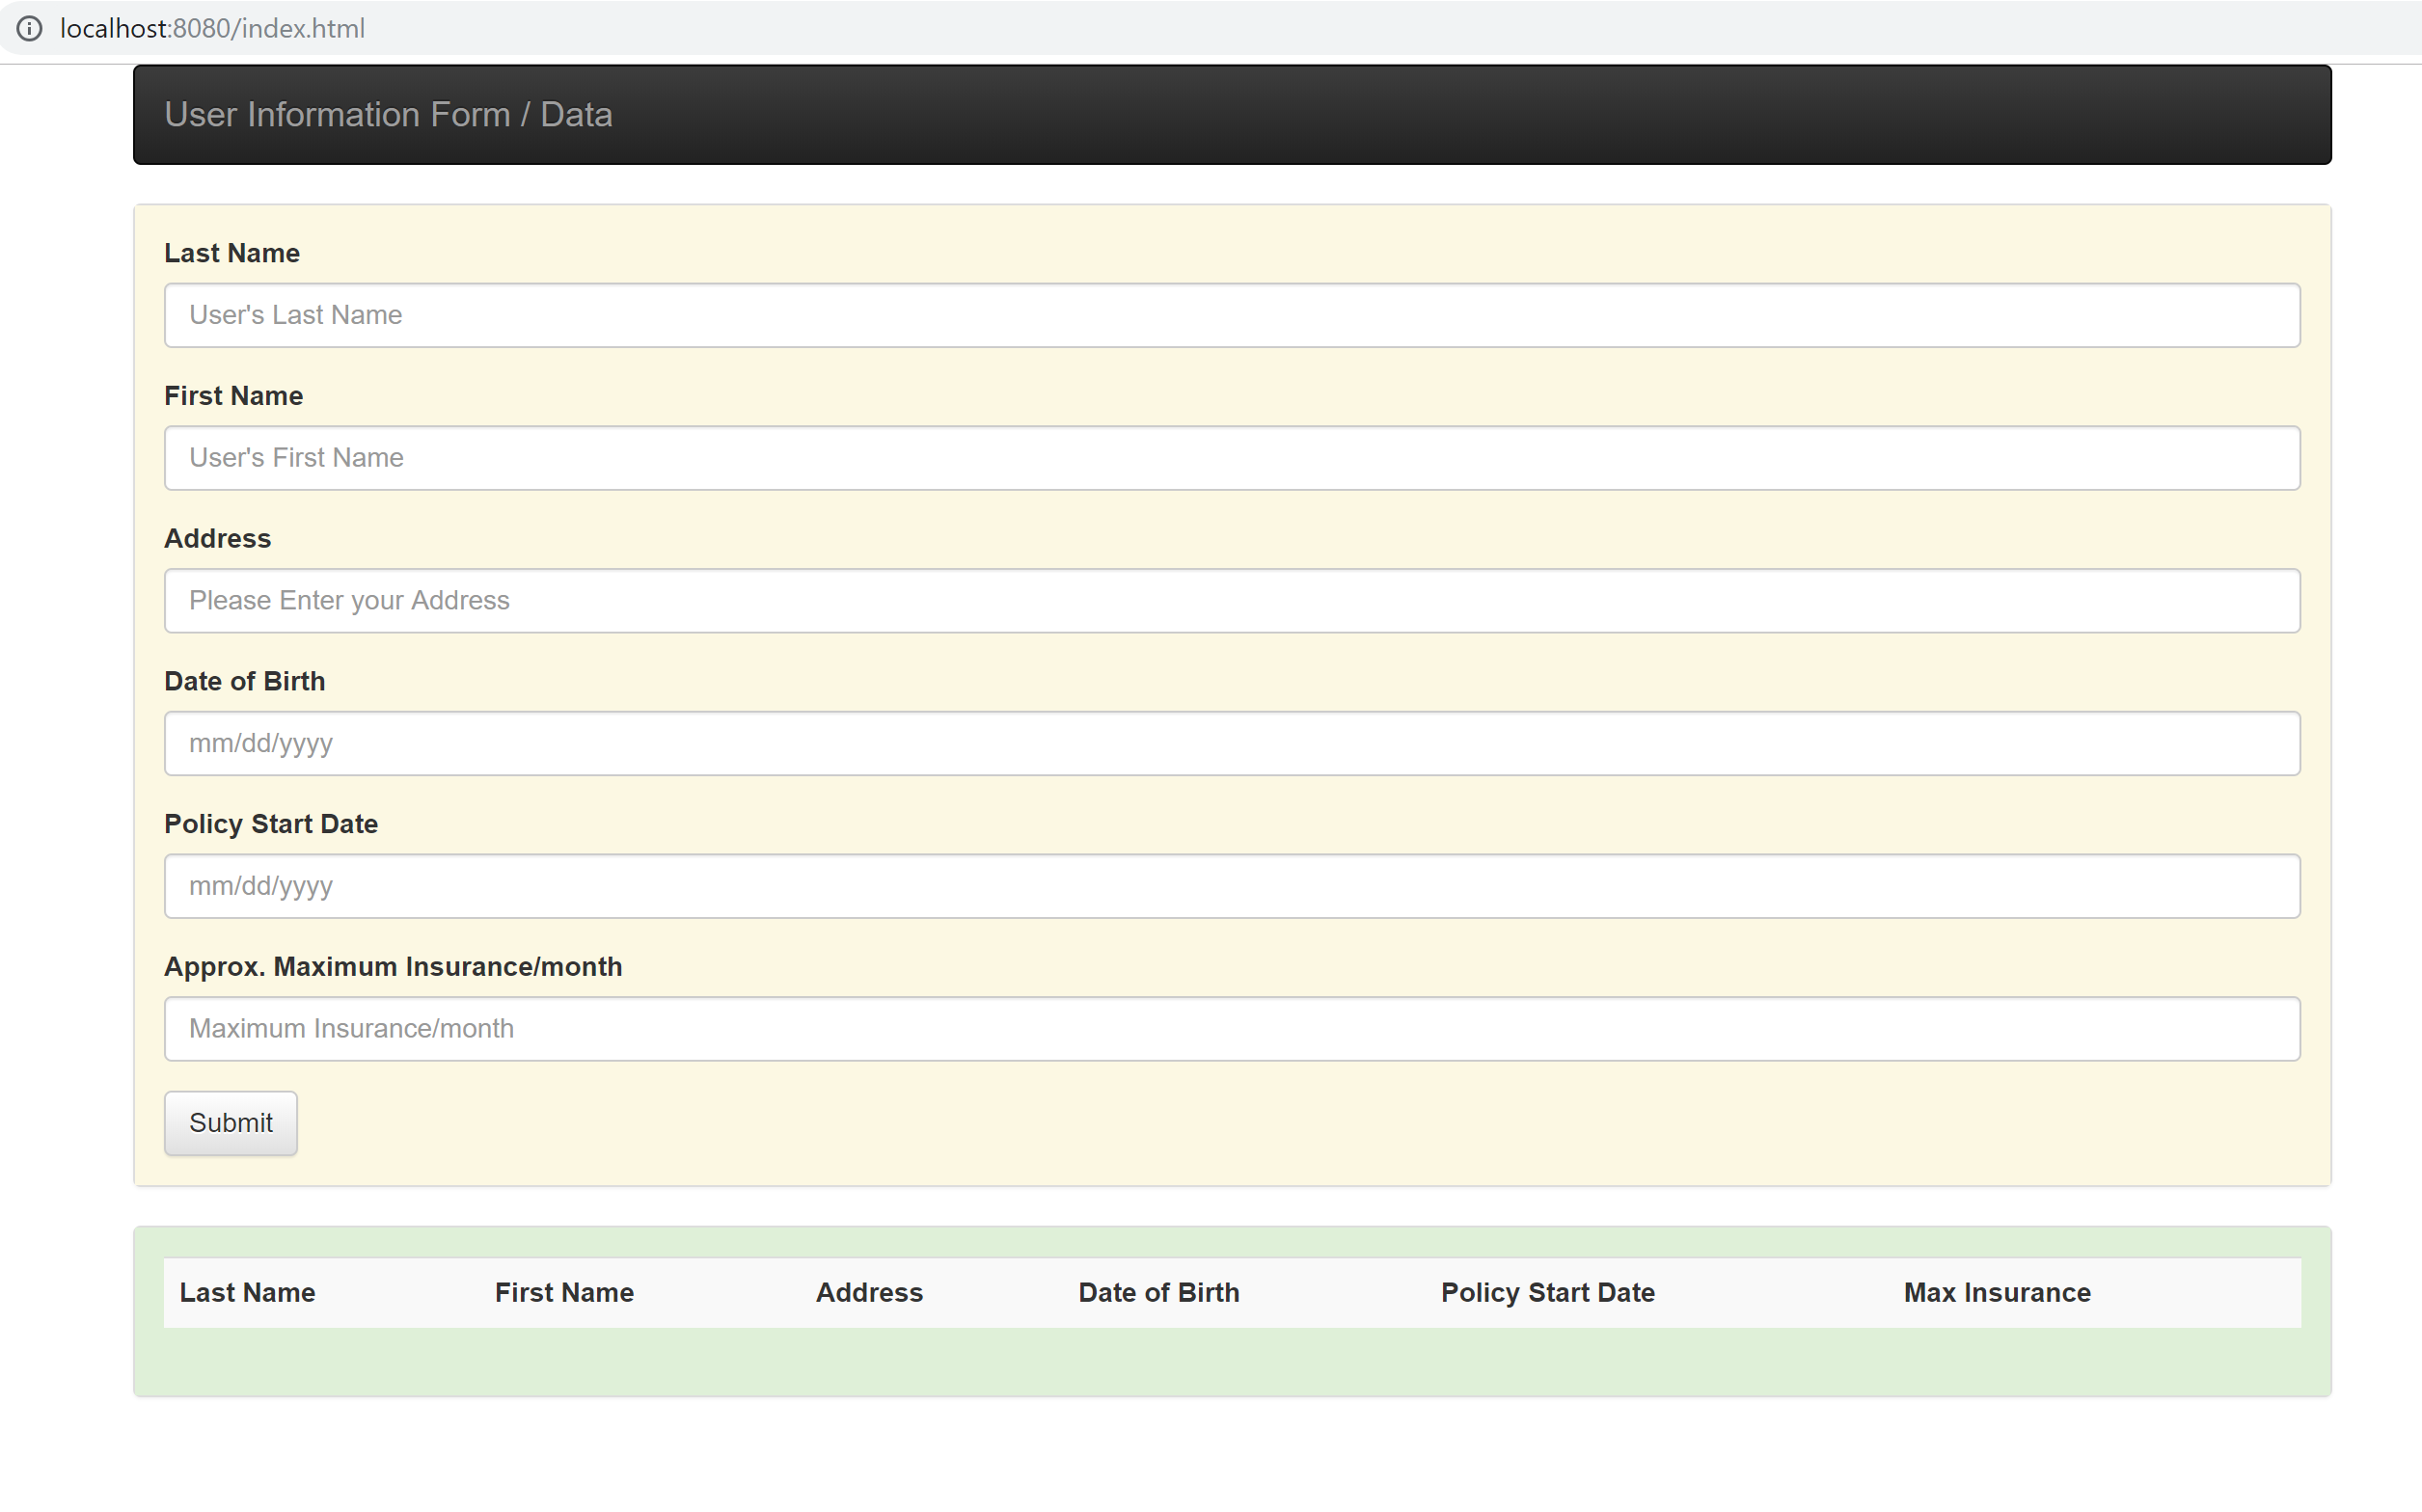 localhost:8080/index.html
User Information Form / Data
Last Name
User's Last Name
First Name
User's First Name
Address
Please Enter your Address
Date of Birth
mm/dd/yyyy
Policy Start Date
mm/dd/yyyy
Approx. Maximum Insurance/month
Maximum Insurance/month
Submit
Last Name First Name Address Date of Birth Policy Start Date Max Insurance